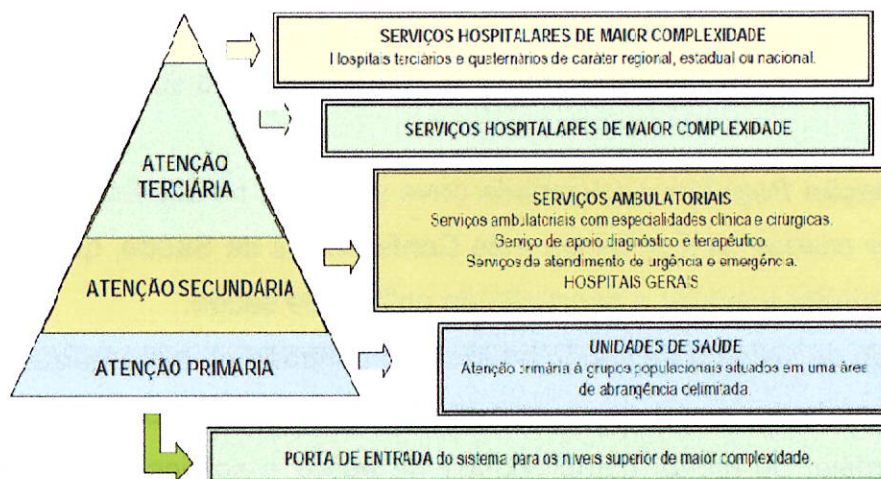 SERVIÇOS HOSPITALARES DE MAIOR COMPLEXIDADE
Hospitais terciários e quaternários de caráter regional, estadual ou nacional.
SERVIÇOS HOSPITALARES DE MAIOR COMPLEXIDADE
ATENÇÃO
TERCIÁRIA
SERVIÇOS AMBULATORIAIS
Serviços ambulatoriais com especialidades clínica e cirúrgicas.
Serviço de apoio diagnóstico e terapêutico.
Serviços de atendimento de urgência e emergência.
HOSPITAIS GERAIS
ATENÇÃO SECUNDÁRIA
UNIDADES DE SAÚDE
Atenção primária á grupos populacionais situados em uma área
de abrangência delimitada.
ATENÇÃO PRIMÁRIA
PORTA DE ENTRADA do sistema para os níveis superior de maior complexidade.